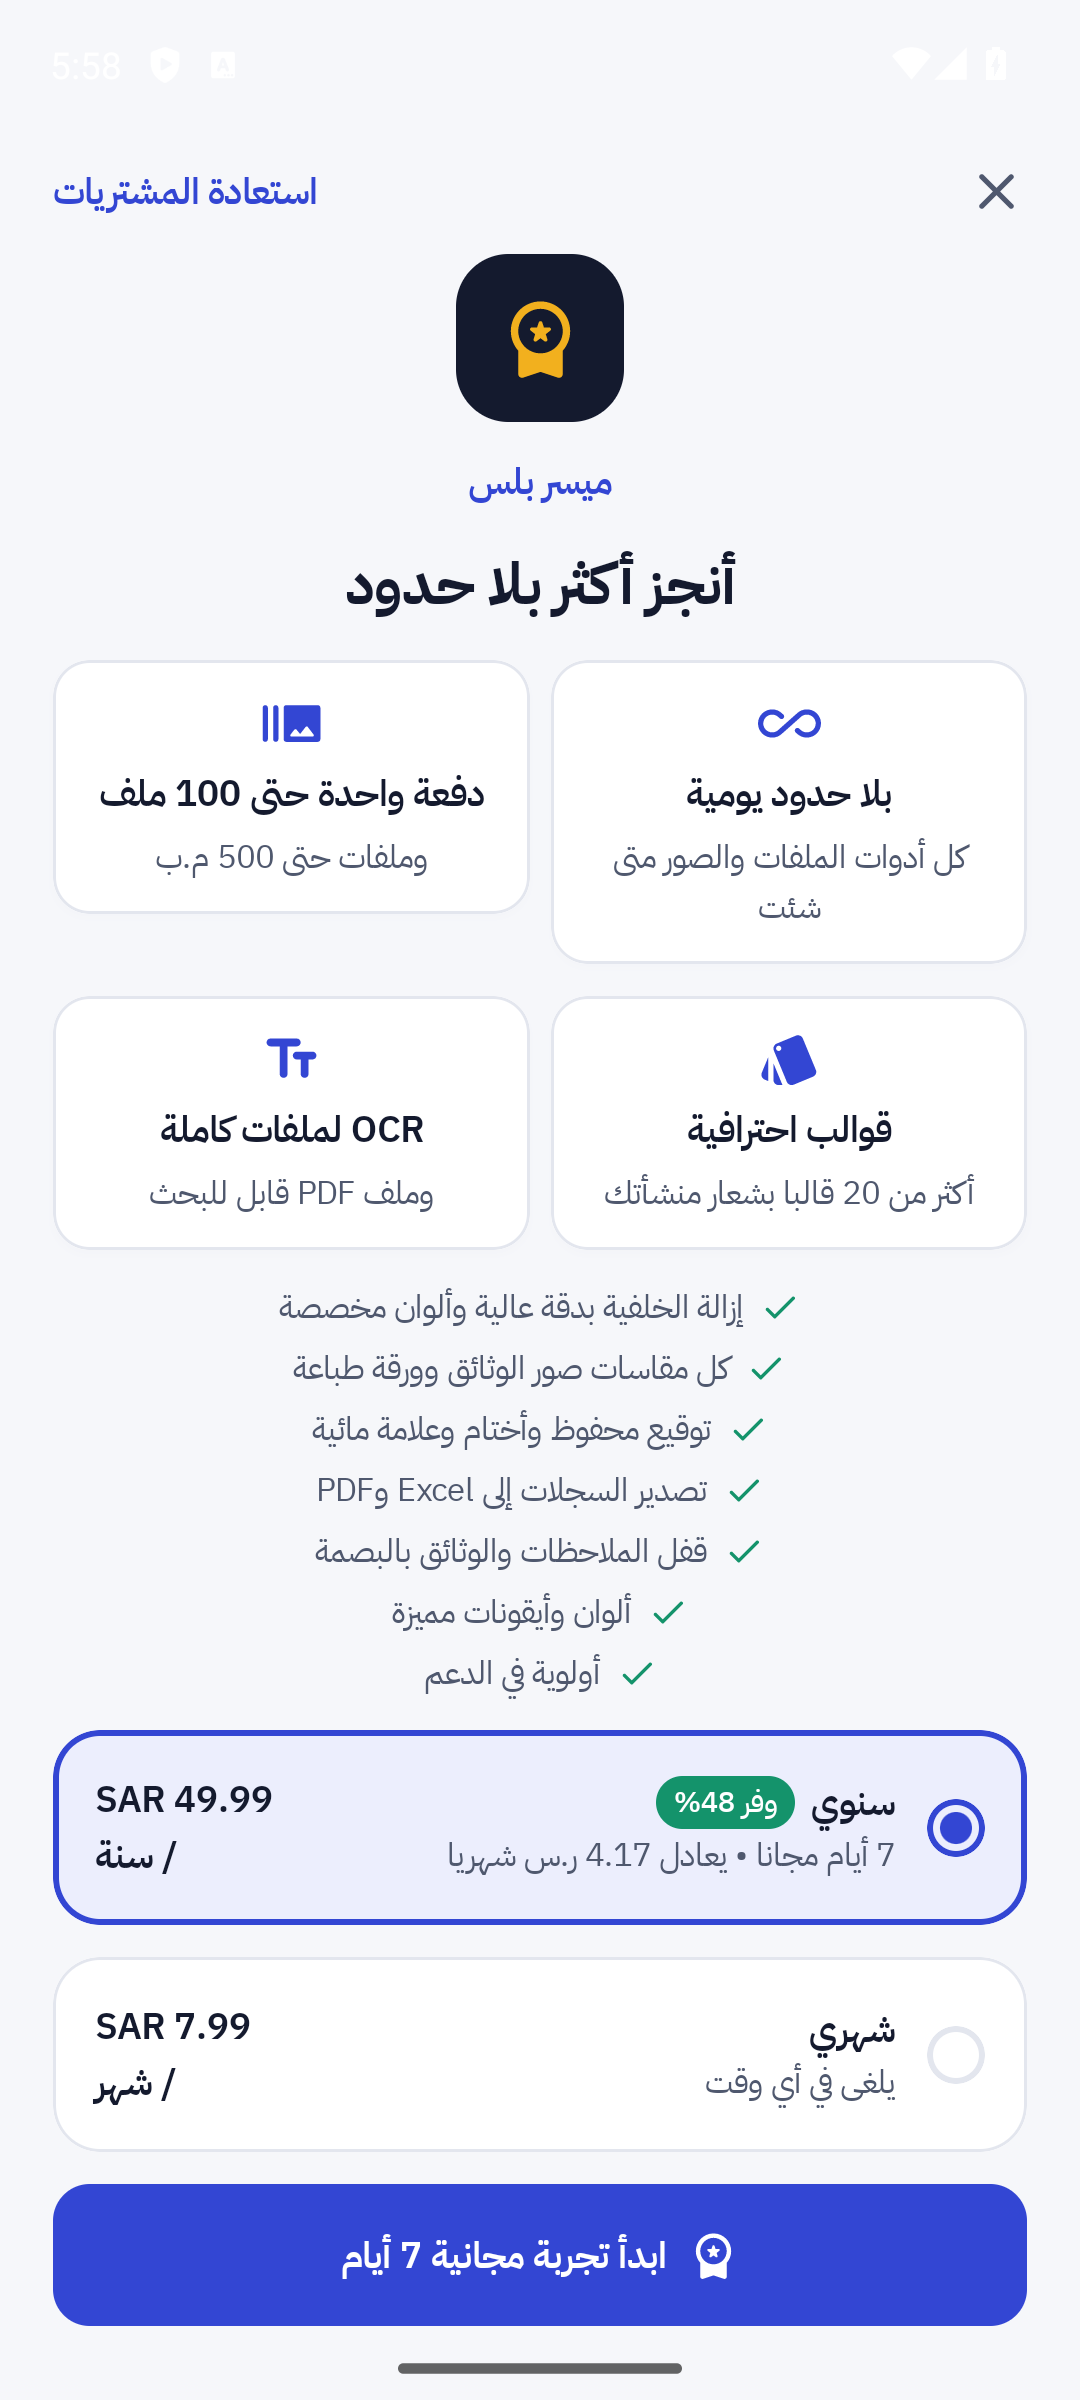 5:58
استعادة المشتريات
ميسر بلس
أنجز أكثر بلا حدود
بلا حدود يومية
كل أدوات الملفات والصور متى
شئت
دفعة واحدة حتى 100 ملف
وملفات حتى 500 م.ب
قوالب احترافية
أكثر من 20 قالبا بشعار منشأتك
OCR لملفات كاملة
وملف PDF قابل للبحث
إزالة الخلفية بدقة عالية وألوان مخصصة
كل مقاسات صور الوثائق وورقة طباعة
توقيع محفوظ وأختام وعلامة مائية
تصدير السجلات إلى Excel وPDF
قفل الملاحظات والوثائق بالبصمة
ألوان وأيقونات مميزة
أولوية في الدعم
سنوي وفر 48%
7 أيام مجانا • يعادل 4.17 ر.س شهريا
SAR 49.99
/ سنة
شهري
يلغى في أي وقت
SAR 7.99
/ شهر
ابدأ تجربة مجانية 7 أيام